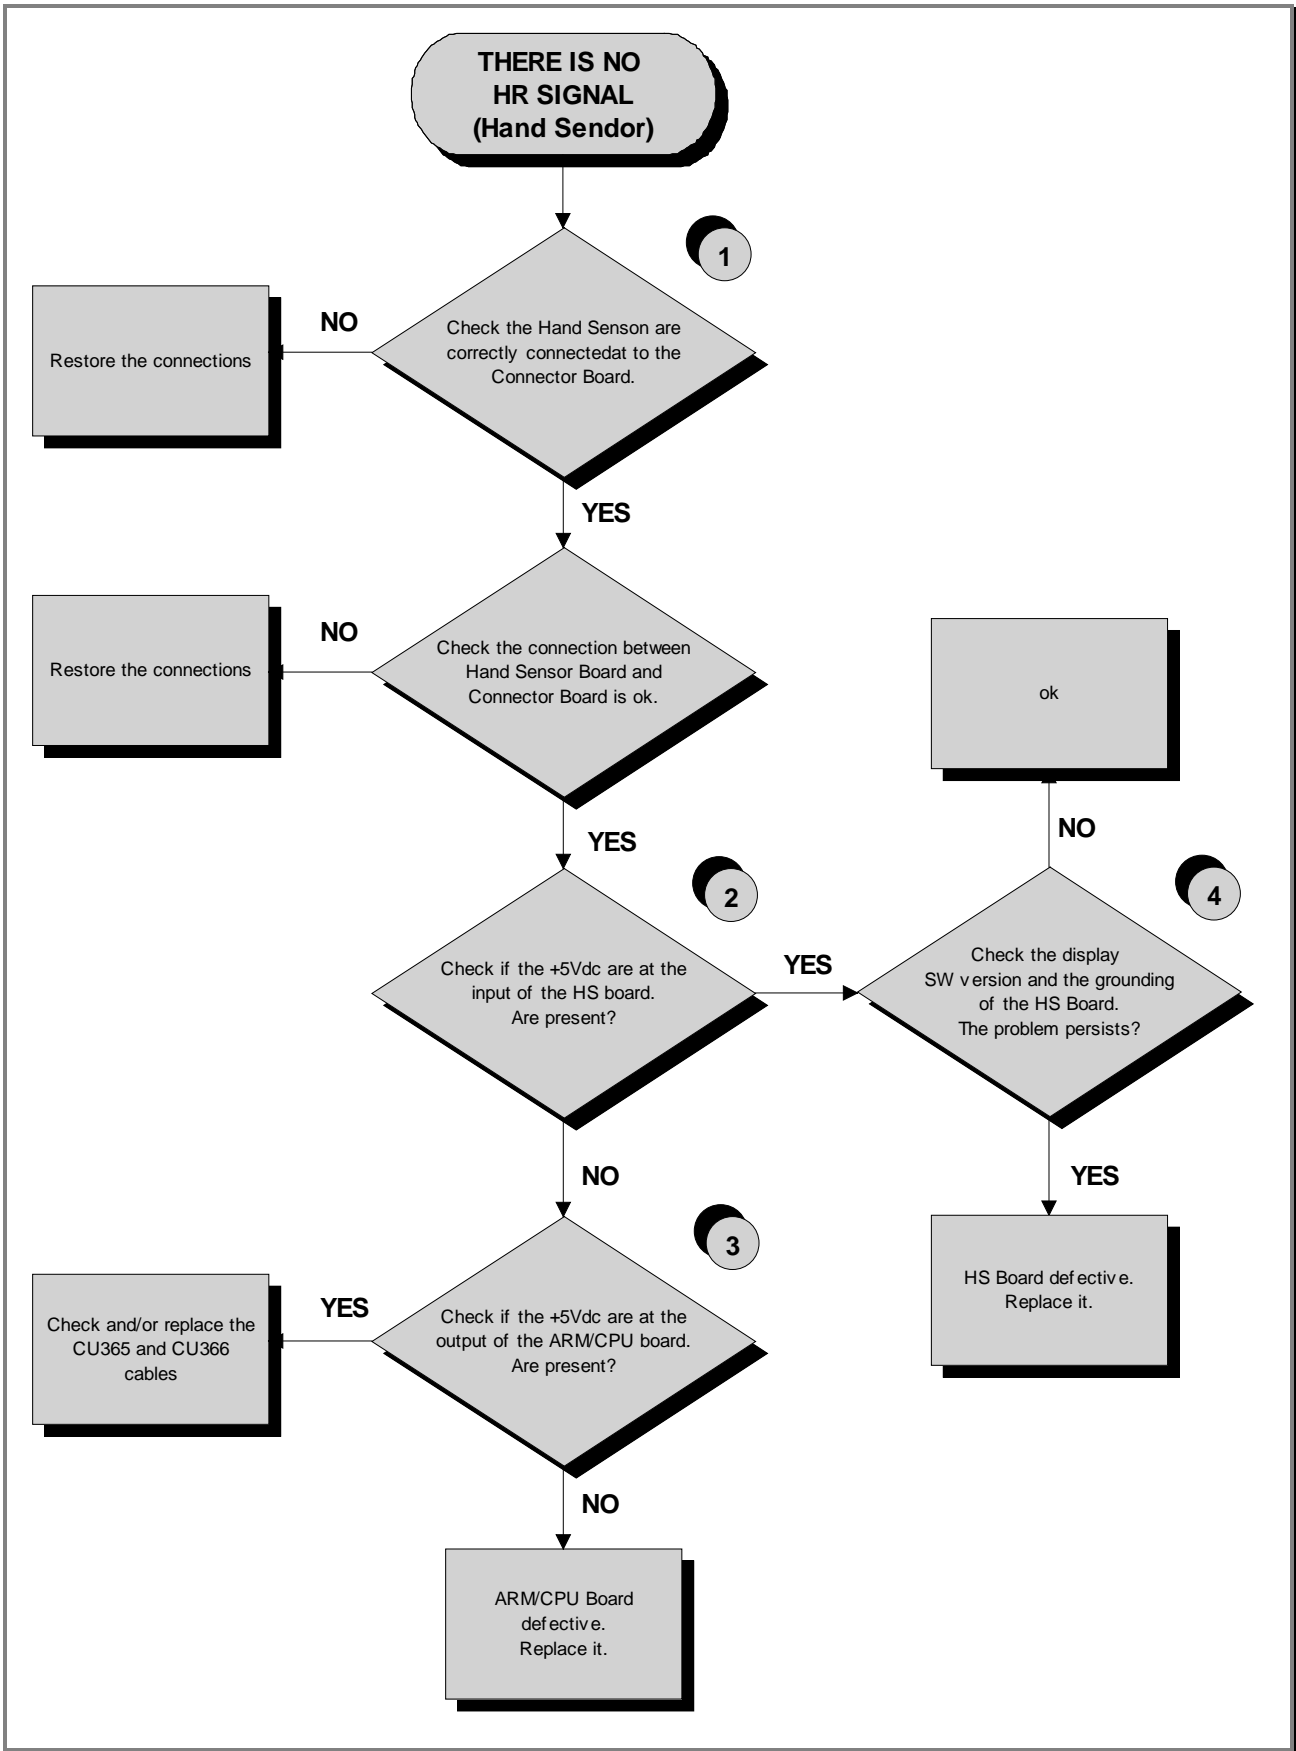 THERE IS NO
HR SIGNAL
(Hand Sendor)
1
Check the Hand Senson are
correctly connectedat to the
Connector Board.
NO
Restore the connections
YES
Check the connection between
Hand Sensor Board and
Connector Board is ok.
NO
Restore the connections
YES
2
Check if the +5Vdc are at the
input of the HS board.
Are present?
YES
4
Check the display
SW version and the grounding
of the HS Board.
The problem persists?
NO
ok
YES
HS Board defective.
Replace it.
NO
3
Check if the +5Vdc are at the
output of the ARM/CPU board.
Are present?
YES
Check and/or replace the
CU365 and CU366
cables
NO
ARM/CPU Board
defective.
Replace it.